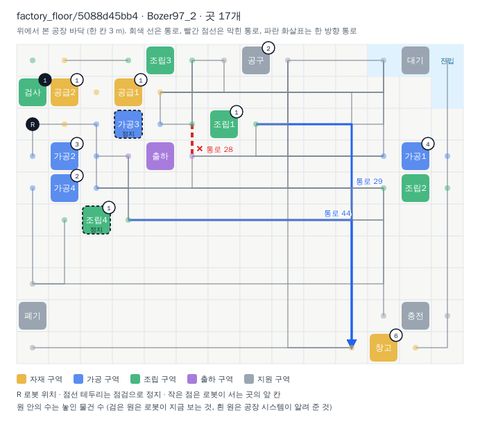 factory_floor/5088d45bb4 · Bozer97_2 · 곳 17개
위에서 본 공장 바닥 (한 칸 3 m). 회색 선은 통로, 빨간 점선은 막힌 통로, 파란 화살표는 한 방향 통로
조립3
공구
2
대기
진입
검사
1
공급2
1
공급1
1
R
가공3
정지
조립1
1
✕ 통로 28
가공2
3
출하
가공1
4
가공4
2
통로 29
조립2
조립4
정지
통로 44
폐기
충전
창고
6
자재 구역
가공 구역
조립 구역
출하 구역
지원 구역
R 로봇 위치 · 점선 테두리는 점검으로 정지 · 작은 점은 로봇이 서는 곳의 앞 칸
원 안의 수는 놓인 물건 수 (검은 원은 로봇이 지금 보는 것, 흰 원은 공장 시스템이 알려 준 것)